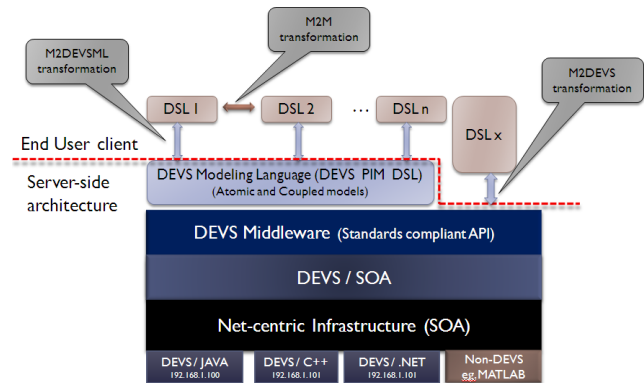 M2DEVSML
transformation
M2M
transformation
M2DEVS
transformation
DSL 1
DSL 2
...
DSL n
DSL x
End User client
Server-side
architecture
DEVS Modeling Language (DEVS PIM DSL)
(Atomic and Coupled models)
DEVS Middleware (Standards compliant API)
DEVS / SOA
Net-centric Infrastructure (SOA)
DEVS / JAVA
192.168.1.100
DEVS / C++
192.168.1.101
DEVS / .NET
192.168.1.101
Non-DEVS
eg.MATLAB